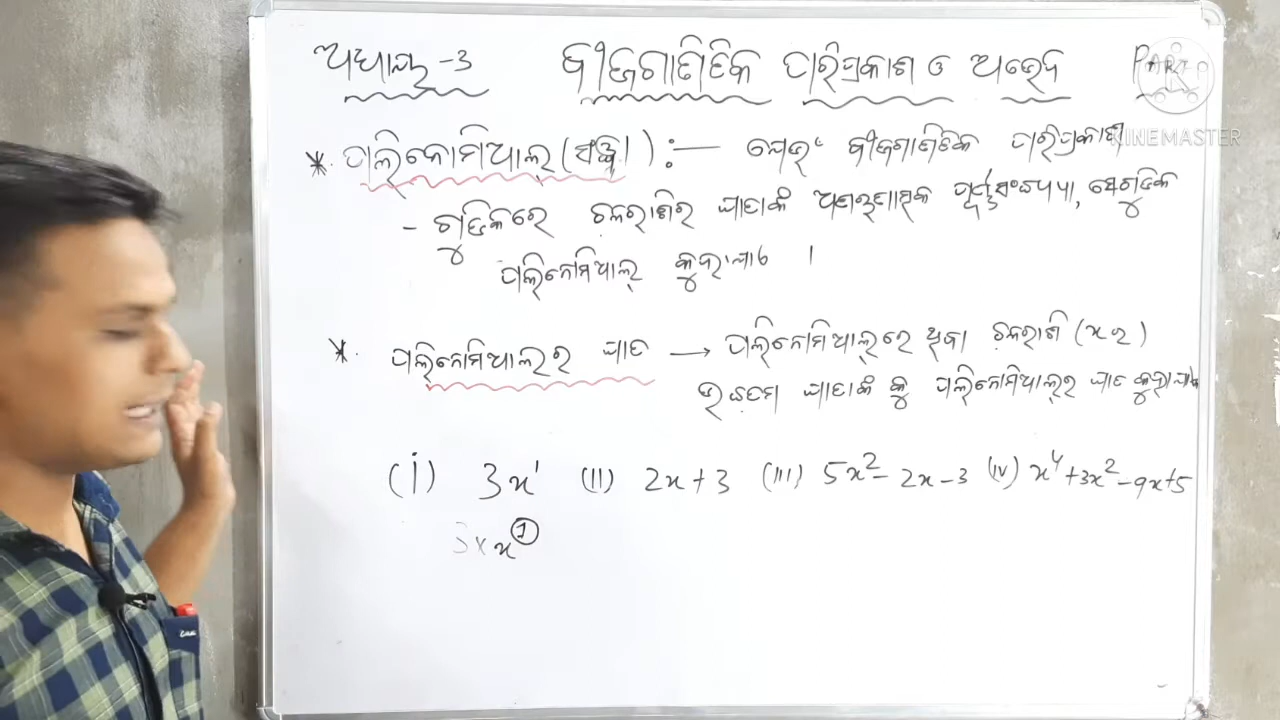 ଅଧ୍ୟାୟ -3 ବୀଜଗାଣିତିକ ପରିପ୍ରକାଶ ଓ ଅଭେଦ PART
KINEMASTER
* ପଲିନୋମିଆଲ୍ (ସଂଜ୍ଞା) :— ଯେଉଁ ବୀଜଗାଣିତିକ ପରିପ୍ରକାଶ
- ଗୁଡିକରେ ଚଳରାଶିର ଘାତାଙ୍କ ଅଣଋଣାତ୍ମକ ପୂର୍ଣ୍ଣସଂଖ୍ୟା, ସେଗୁଡିକ
ପଲିନୋମିଆଲ୍ କୁହାଯାଏ ।
* ପଲିନୋମିଆଲର ଘାତ → ପଲିନୋମିଆଲ୍‌ରେ ଥିବା ଚଳରାଶି (x ର)
ଉଚ୍ଚତମ ଘାତାଙ୍କ କୁ ପଲିନୋମିଆଲ୍‌ର ଘାତ କୁହାଯାଏ
(i) 3x¹ (ii) 2x + 3 (iii) 5x² - 2x - 3 (iv) x⁴ + 3x² - 9x + 5
3 × x¹